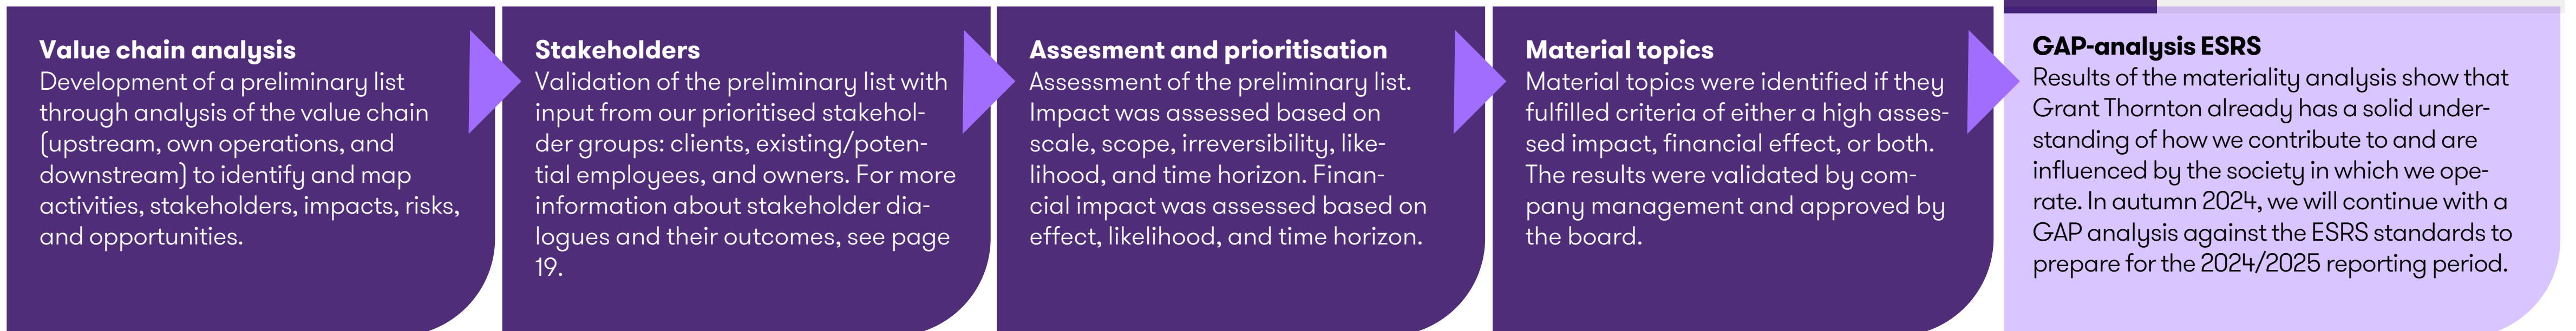 Value chain analysis
Development of a preliminary list
through analysis of the value chain
(upstream, own operations, and
downstream) to identify and map
activities, stakeholders, impacts, risks,
and opportunities.
Stakeholders
Validation of the preliminary list with
input from our prioritised stakehol-
der groups: clients, existing/poten-
tial employees, and owners. For more
information about stakeholder dia-
logues and their outcomes, see page
19.
Assesment and prioritisation
Assessment of the preliminary list.
Impact was assessed based on
scale, scope, irreversibility, like-
lihood, and time horizon. Finan-
cial impact was assessed based on
effect, likelihood, and time horizon.
Material topics
Material topics were identified if they
fulfilled criteria of either a high asses-
sed impact, financial effect, or both.
The results were validated by com-
pany management and approved by
the board.
GAP-analysis ESRS
Results of the materiality analysis show that
Grant Thornton already has a solid under-
standing of how we contribute to and are
influenced by the society in which we ope-
rate. In autumn 2024, we will continue with a
GAP analysis against the ESRS standards to
prepare for the 2024/2025 reporting period.